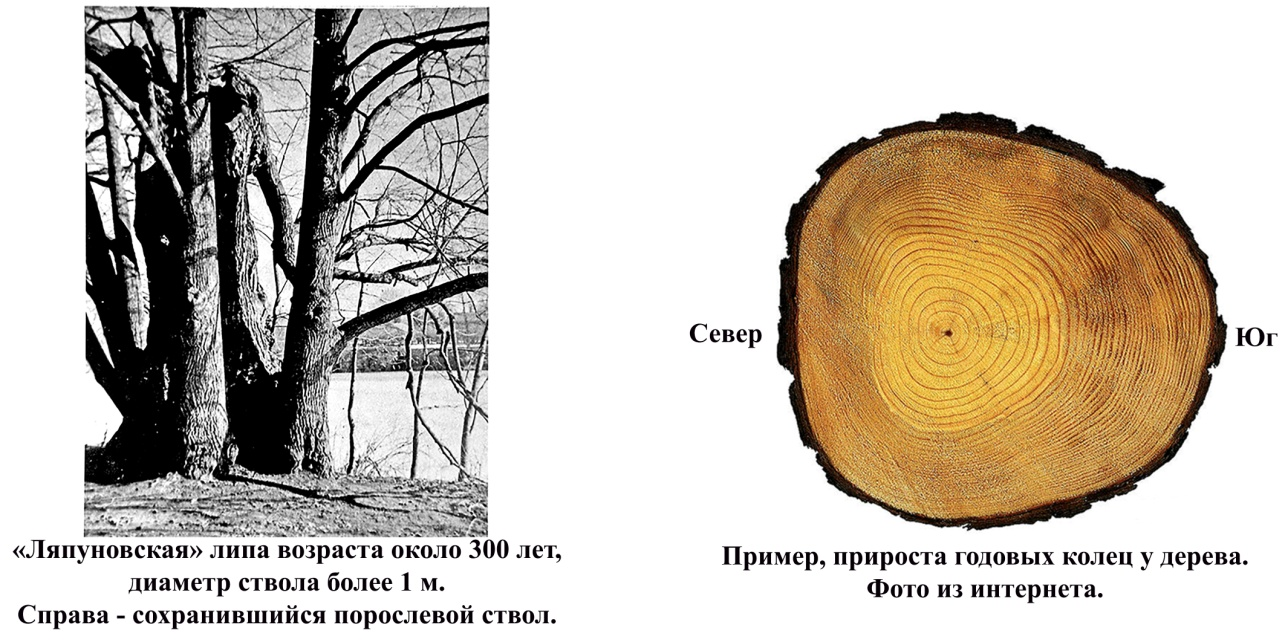 Север
Юг
«Ляпуновская» липа возраста около 300 лет,
диаметр ствола более 1 м.
Справа - сохранившийся порослевой ствол.
Пример, прироста годовых колец у дерева.
Фото из интернета.